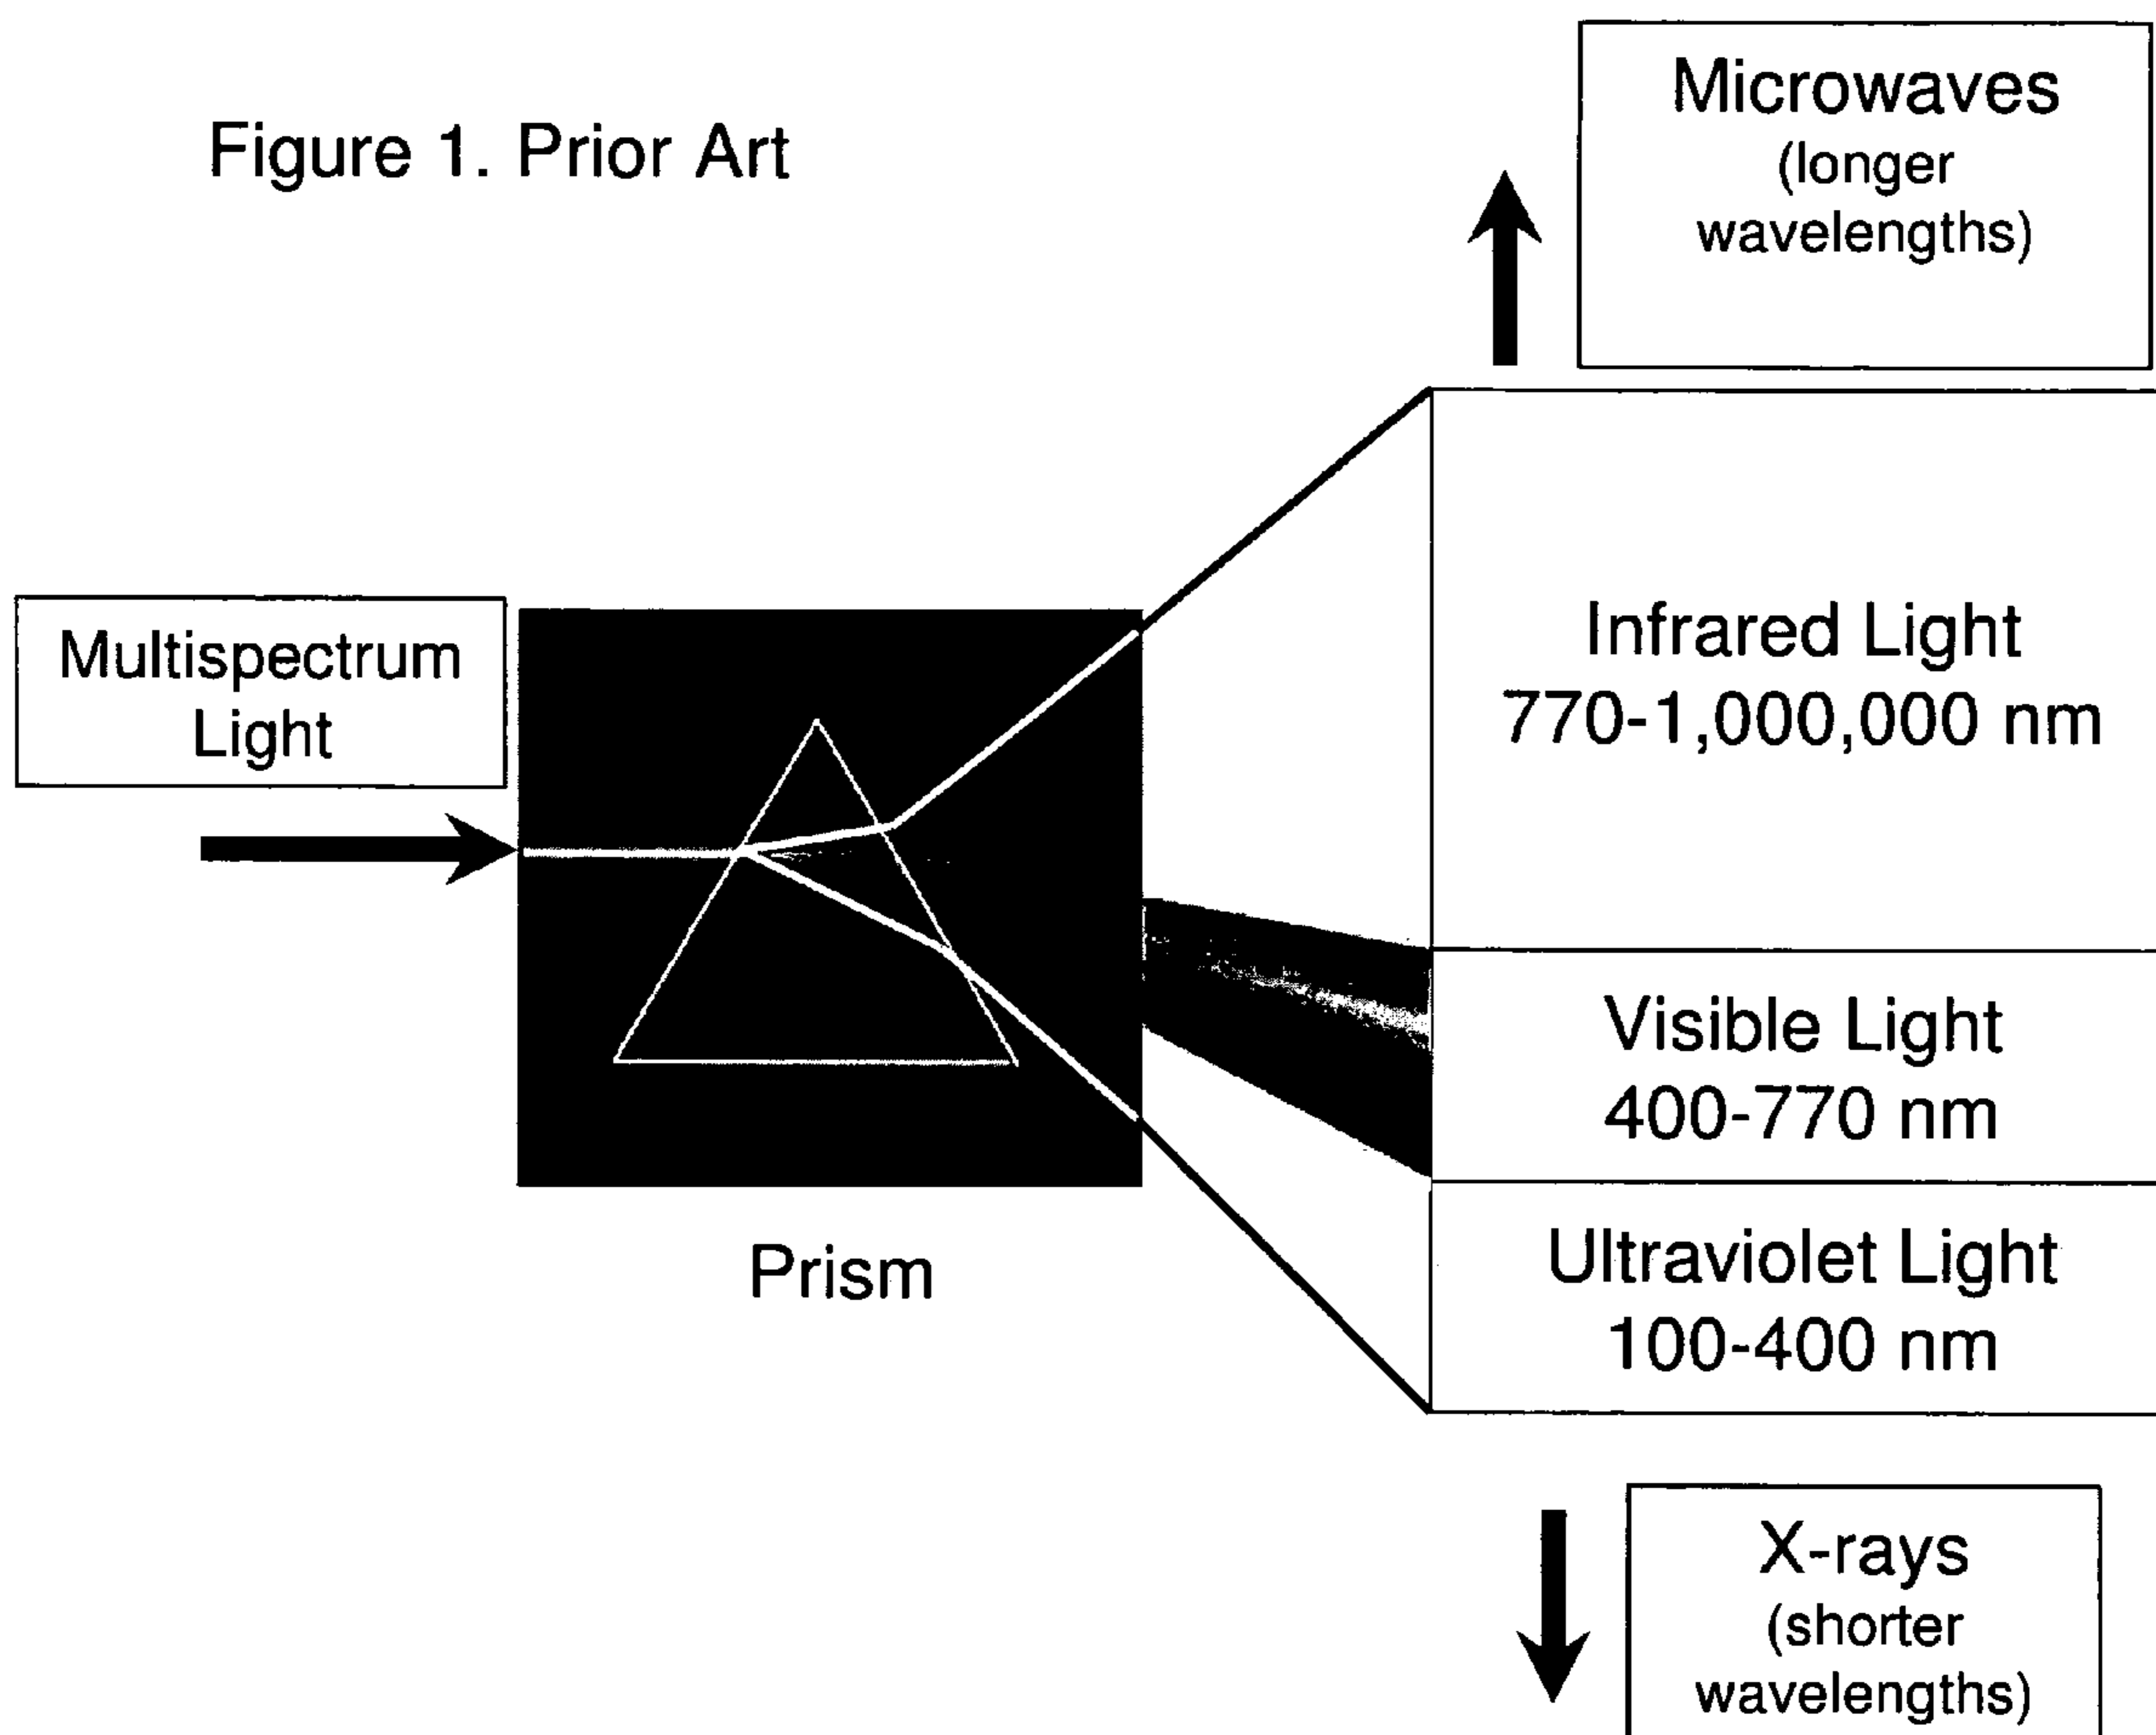 Figure 1. Prior Art
Microwaves
(longer
wavelengths)
Multispectrum
Light
Infrared Light
770-1,000,000 nm
Visible Light
400-770 nm
Prism
Ultraviolet Light
100-400 nm
X-rays
(shorter
wavelengths)